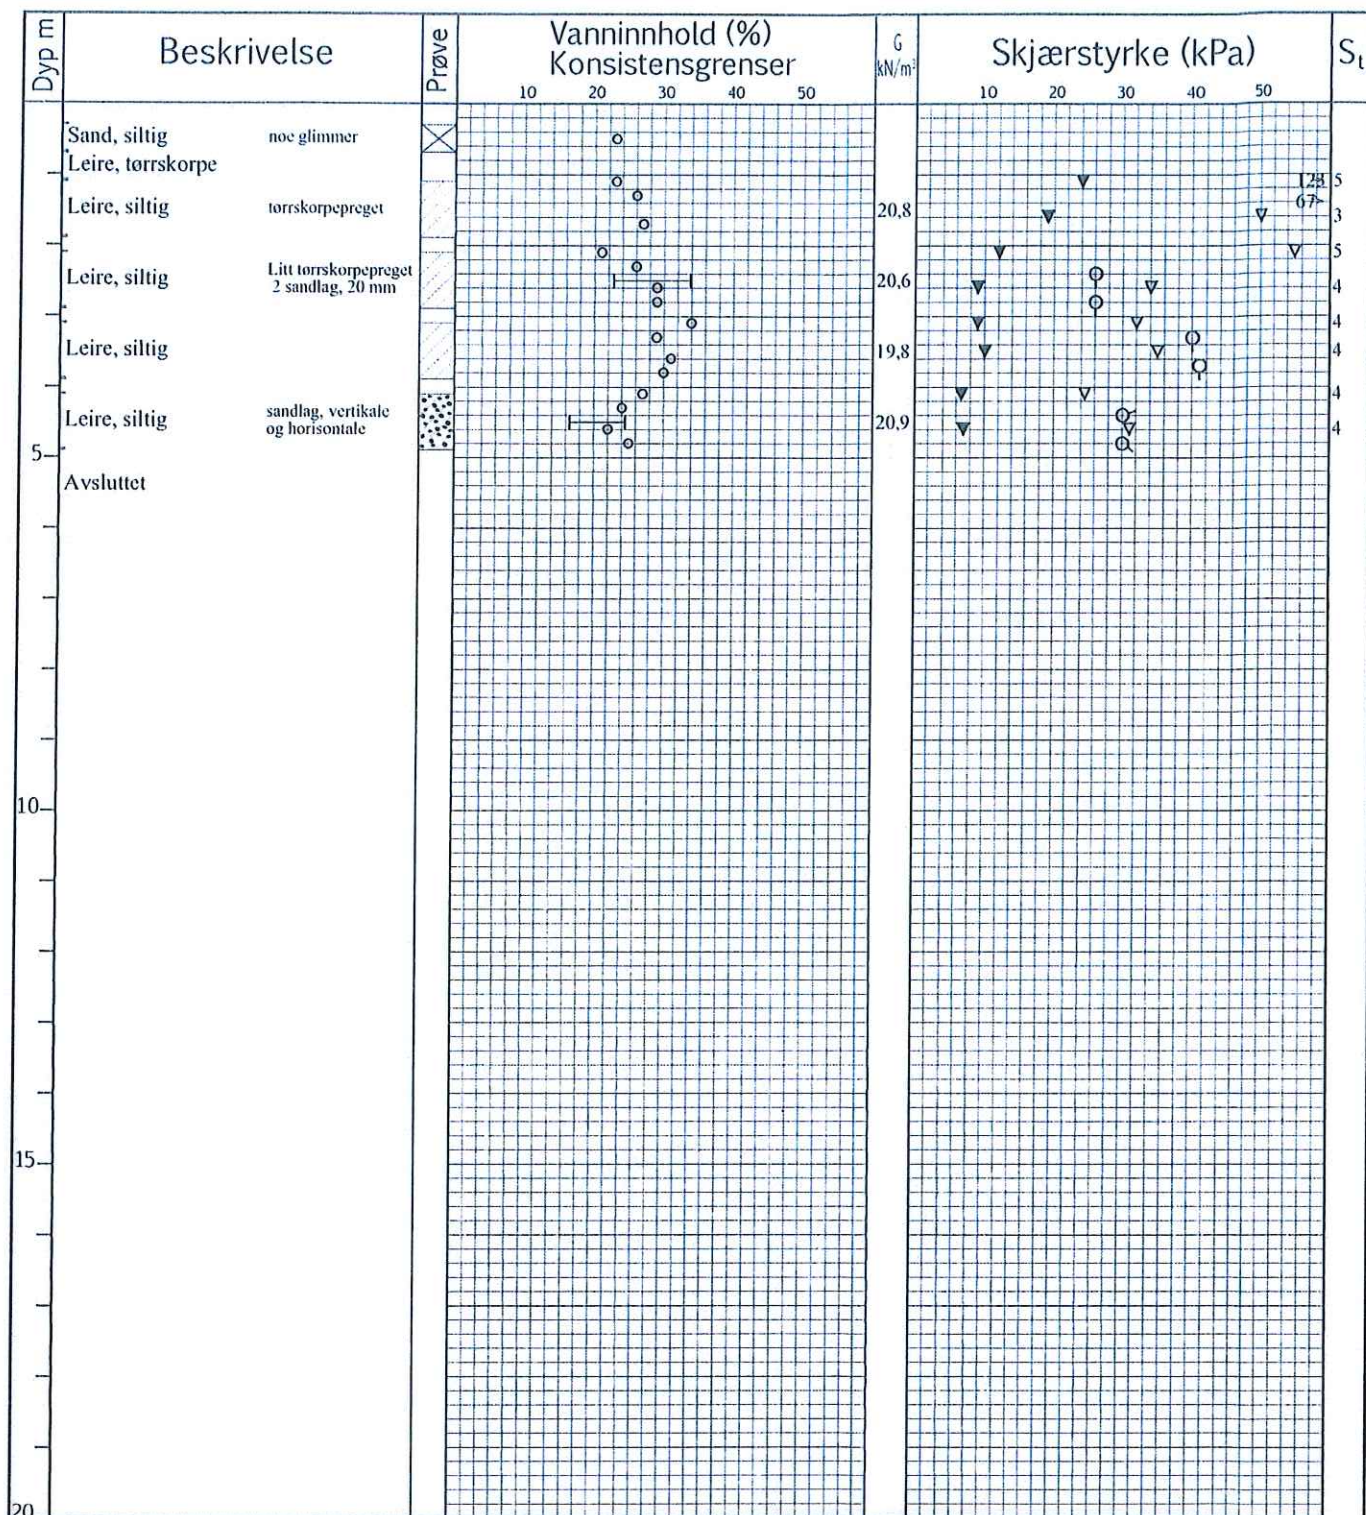 Dyp m
Beskrivelse
Prøve
Vanninnhold (%)
Konsistensgrenser
10 20 30 40 50
G
kN/m³
Skjærstyrke (kPa)
10 20 30 40 50
St
Sand, siltig noe glimmer
Leire, tørrskorpe
128 5
Leire, siltig tørrskorpepreget 20,8 67 3
5
Leire, siltig Litt tørrskorpepreget
2 sandlag, 20 mm 20,6 4
4
Leire, siltig 19,8 4
4
Leire, siltig sandlag, vertikale
og horisontale 20,9 4
5
Avsluttet
10
15
20